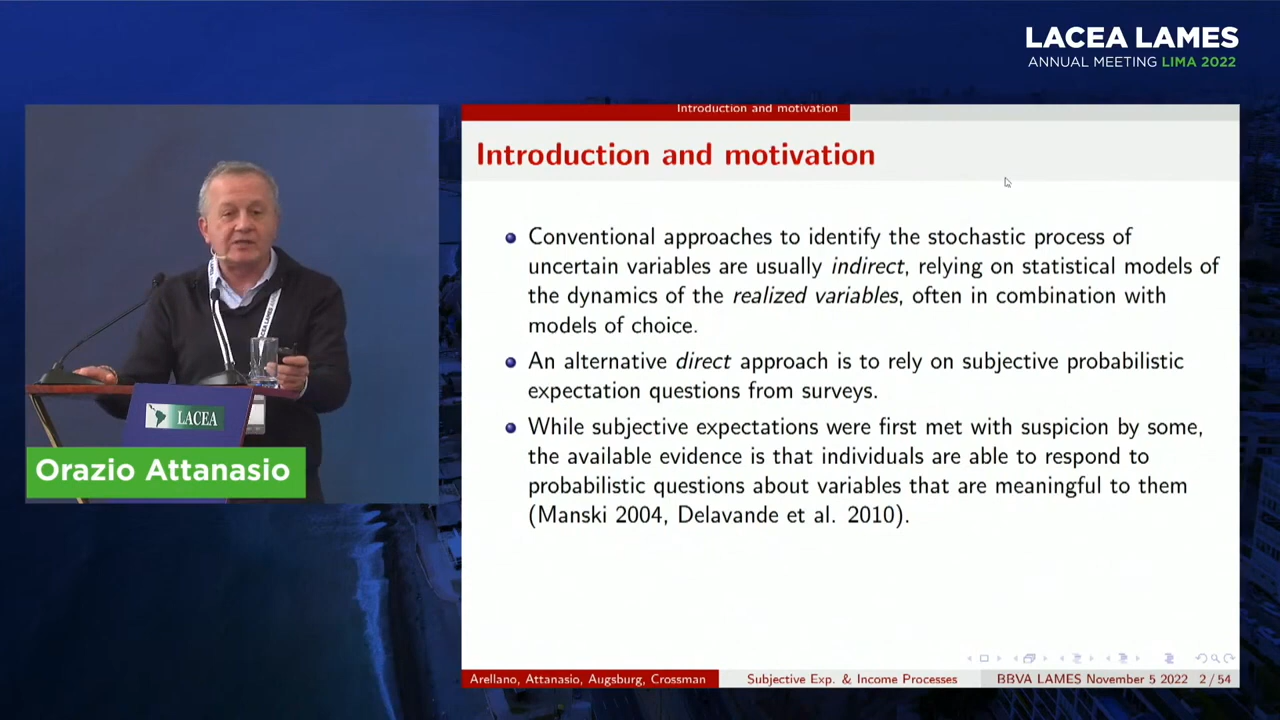 LACEA LAMES
ANNUAL MEETING LIMA 2022
Introduction and motivation
Introduction and motivation
Conventional approaches to identify the stochastic process of
uncertain variables are usually indirect, relying on statistical models of
the dynamics of the realized variables, often in combination with
models of choice.
An alternative direct approach is to rely on subjective probabilistic
expectation questions from surveys.
While subjective expectations were first met with suspicion by some,
the available evidence is that individuals are able to respond to
probabilistic questions about variables that are meaningful to them
(Manski 2004, Delavande et al. 2010).
LACEA LAMES
LACEA
Orazio Attanasio
Arellano, Attanasio, Augsburg, Crossman
Subjective Exp. & Income Processes
BBVA LAMES November 5 2022 2 / 54